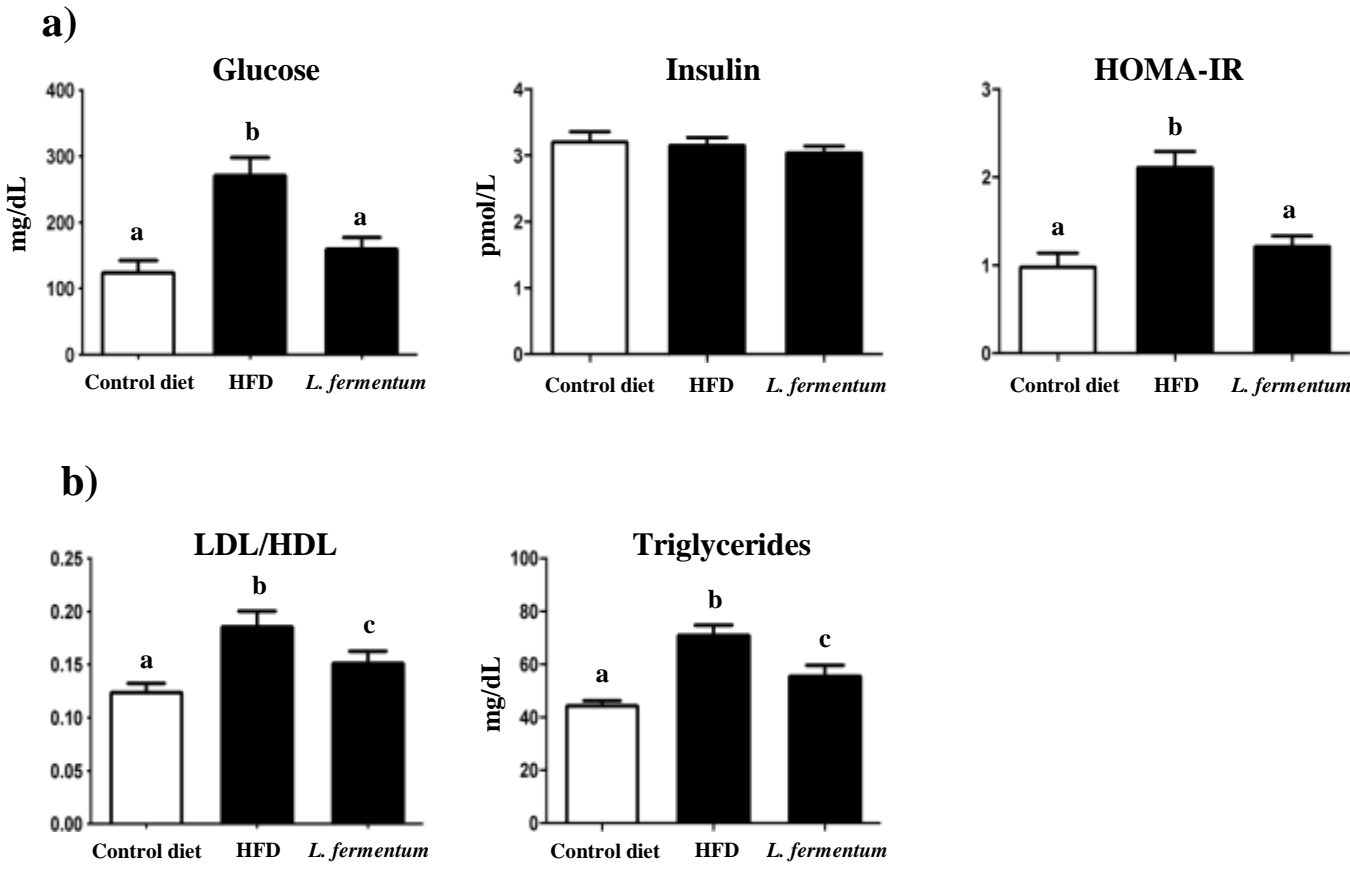 a)
Glucose
mg/dL
400
300
200
100
0
a
b
a
Control diet HFD L. fermentum
Insulin
pmol/L
4
3
2
1
0
Control diet HFD L. fermentum
HOMA-IR
3
2
1
0
a
b
a
Control diet HFD L. fermentum
b)
LDL/HDL
0.25
0.20
0.15
0.10
0.05
0.00
a
b
c
Control diet HFD L. fermentum
Triglycerides
mg/dL
100
80
60
40
20
0
a
b
c
Control diet HFD L. fermentum